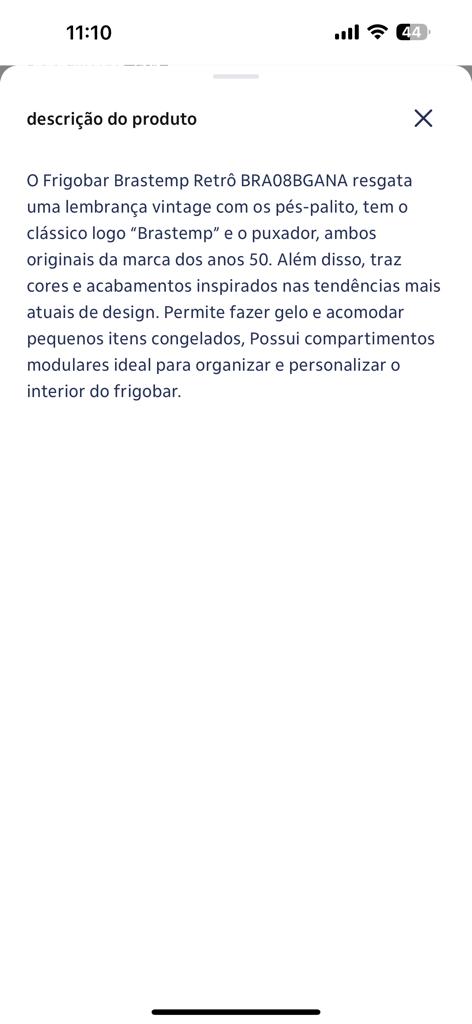 11:10
44
descrição do produto
O Frigobar Brastemp Retrô BRA08BGANA resgata
uma lembrança vintage com os pés-palito, tem o
clássico logo “Brastemp” e o puxador, ambos
originais da marca dos anos 50. Além disso, traz
cores e acabamentos inspirados nas tendências mais
atuais de design. Permite fazer gelo e acomodar
pequenos itens congelados, Possui compartimentos
modulares ideal para organizar e personalizar o
interior do frigobar.